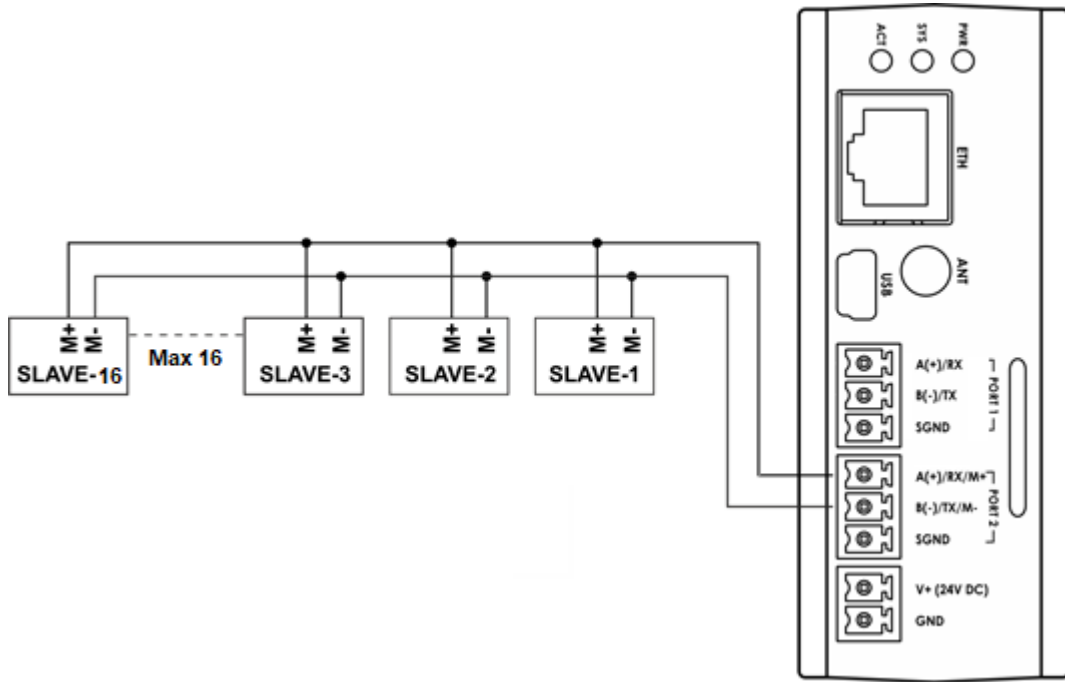 ACT
SYS
PWR
ETH
USB
ANT
M+
M-
SLAVE-16
Max 16
M+
M-
SLAVE-3
M+
M-
SLAVE-2
M+
M-
SLAVE-1
A(+)/RX
B(-)/TX
SGND
PORT 1
A(+)/RX/M+
B(-)/TX/M-
SGND
PORT 2
V+ (24V DC)
GND